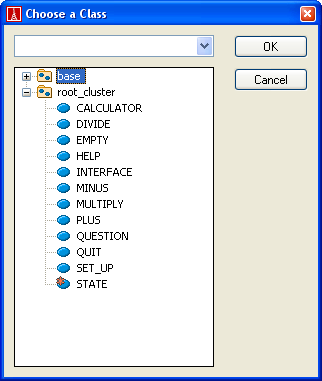 Choose a Class
OK
Cancel
base
root_cluster
CALCULATOR
DIVIDE
EMPTY
HELP
INTERFACE
MINUS
MULTIPLY
PLUS
QUESTION
QUIT
SET_UP
STATE